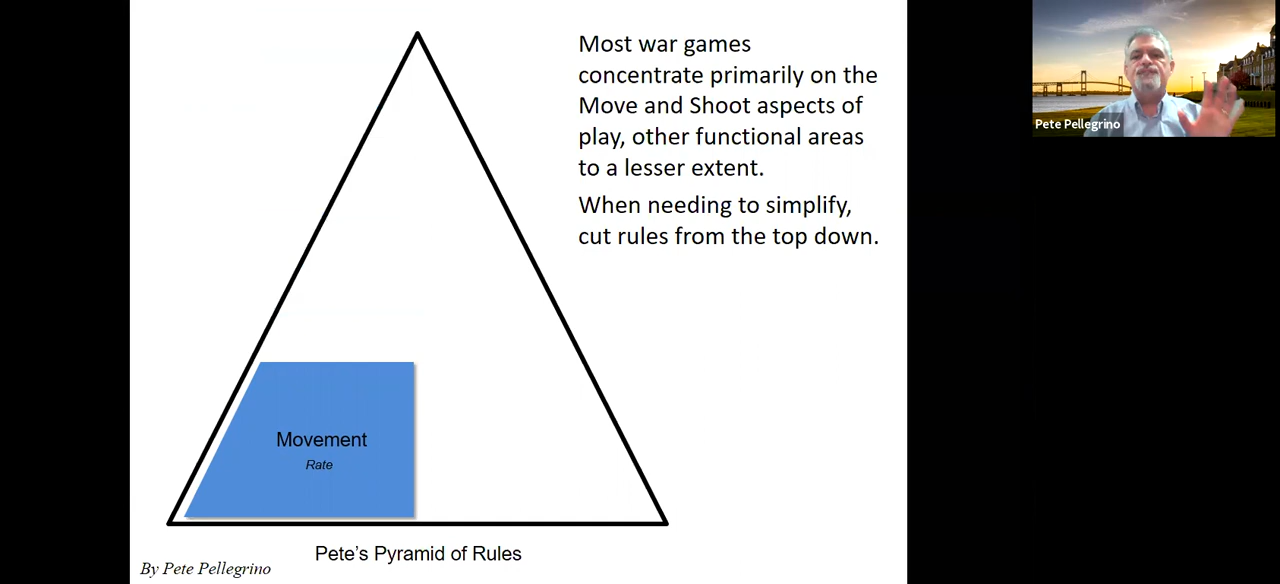 Most war games
concentrate primarily on the
Move and Shoot aspects of
play, other functional areas
to a lesser extent.
When needing to simplify,
cut rules from the top down.
Pete Pellegrino
Movement
Rate
Pete’s Pyramid of Rules
By Pete Pellegrino